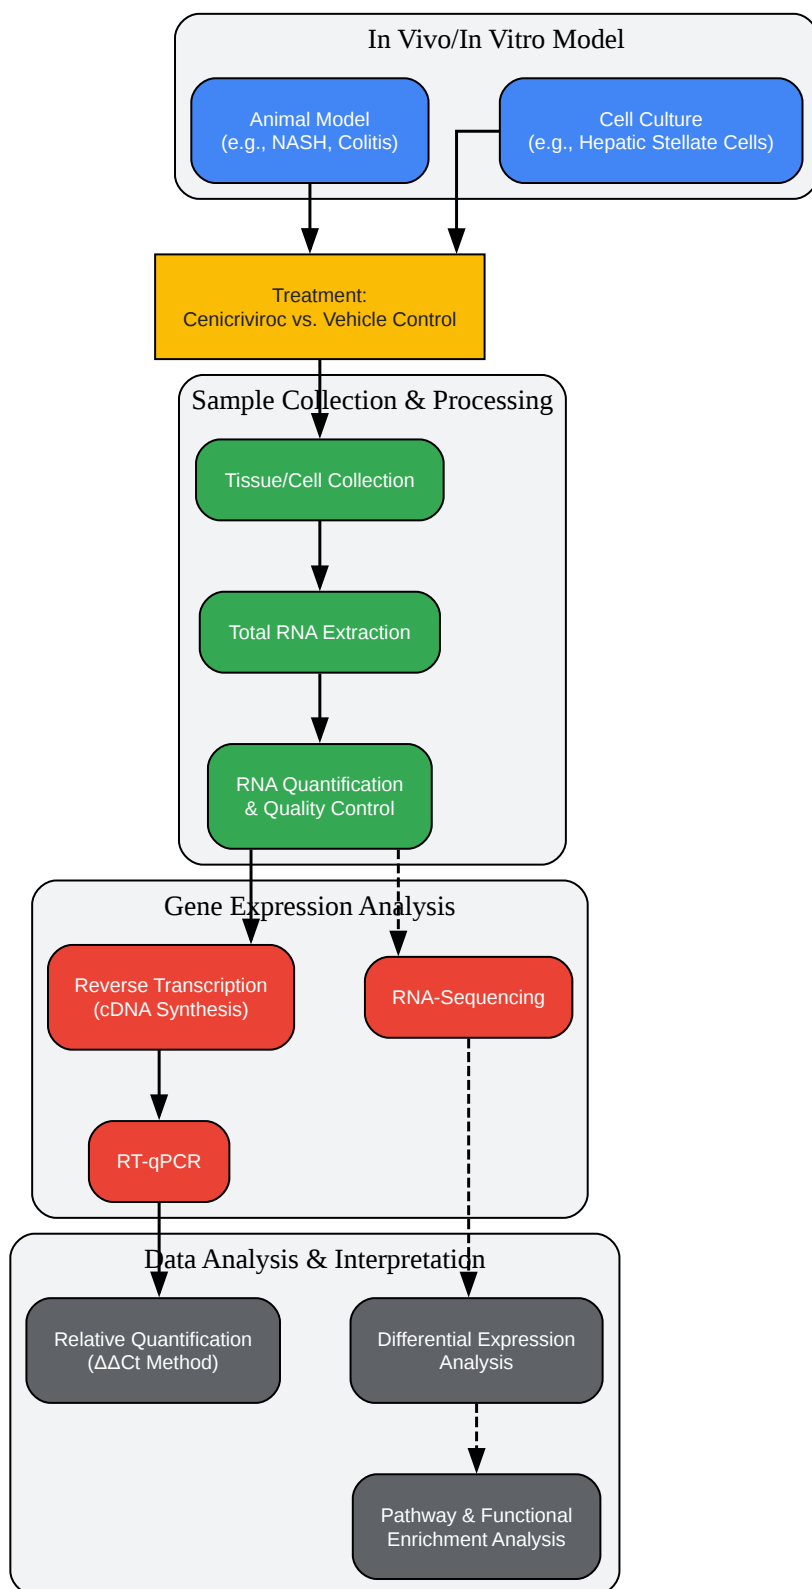 In Vivo/In Vitro Model
Animal Model
(e.g., NASH, Colitis)
Cell Culture
(e.g., Hepatic Stellate Cells)
Treatment:
Cenicriviroc vs. Vehicle Control
Sample Collection & Processing
Tissue/Cell Collection
Total RNA Extraction
RNA Quantification
& Quality Control
Gene Expression Analysis
Reverse Transcription
(cDNA Synthesis)
RNA-Sequencing
RT-qPCR
Data Analysis & Interpretation
Relative Quantification
(ΔΔCt Method)
Differential Expression
Analysis
Pathway & Functional
Enrichment Analysis